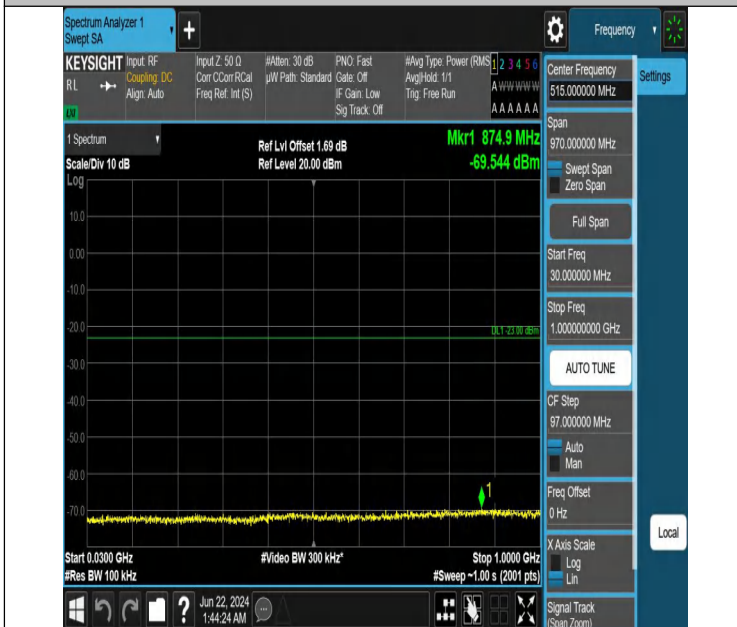 Spectrum Analyzer 1
Swept SA
+
Frequency
KEYSIGHT
RL
LXI
Input: RF
Coupling: DC
Align: Auto
Input Z: 50 Ω
Corr CCorr RCal
Freq Ref: Int (S)
#Atten: 30 dB
µW Path: Standard
PNO: Fast
Gate: Off
IF Gain: Low
Sig Track: Off
#Avg Type: Power (RMS
Avg|Hold: 1/1
Trig: Free Run
1 2 3 4 5 6
A W W W W W
A A A A A A
1 Spectrum
Scale/Div 10 dB
Log
Ref Lvl Offset 1.69 dB
Ref Level 20.00 dBm
Mkr1 874.9 MHz
-69.544 dBm
10.0
0.00
-10.0
-20.0
DL1 -23.00 dBm
-30.0
-40.0
-50.0
-60.0
1
-70.0
Start 0.0300 GHz
#Res BW 100 kHz
#Video BW 300 kHz*
Stop 1.0000 GHz
#Sweep ~1.00 s (2001 pts)
?
Jun 22, 2024
1:44:24 AM
Center Frequency
515.000000 MHz
Settings
Span
970.000000 MHz
Swept Span
Zero Span
Full Span
Start Freq
30.000000 MHz
Stop Freq
1.000000000 GHz
AUTO TUNE
CF Step
97.000000 MHz
Auto
Man
Freq Offset
0 Hz
X Axis Scale
Log
Lin
Local
Signal Track
(Span Zoom)